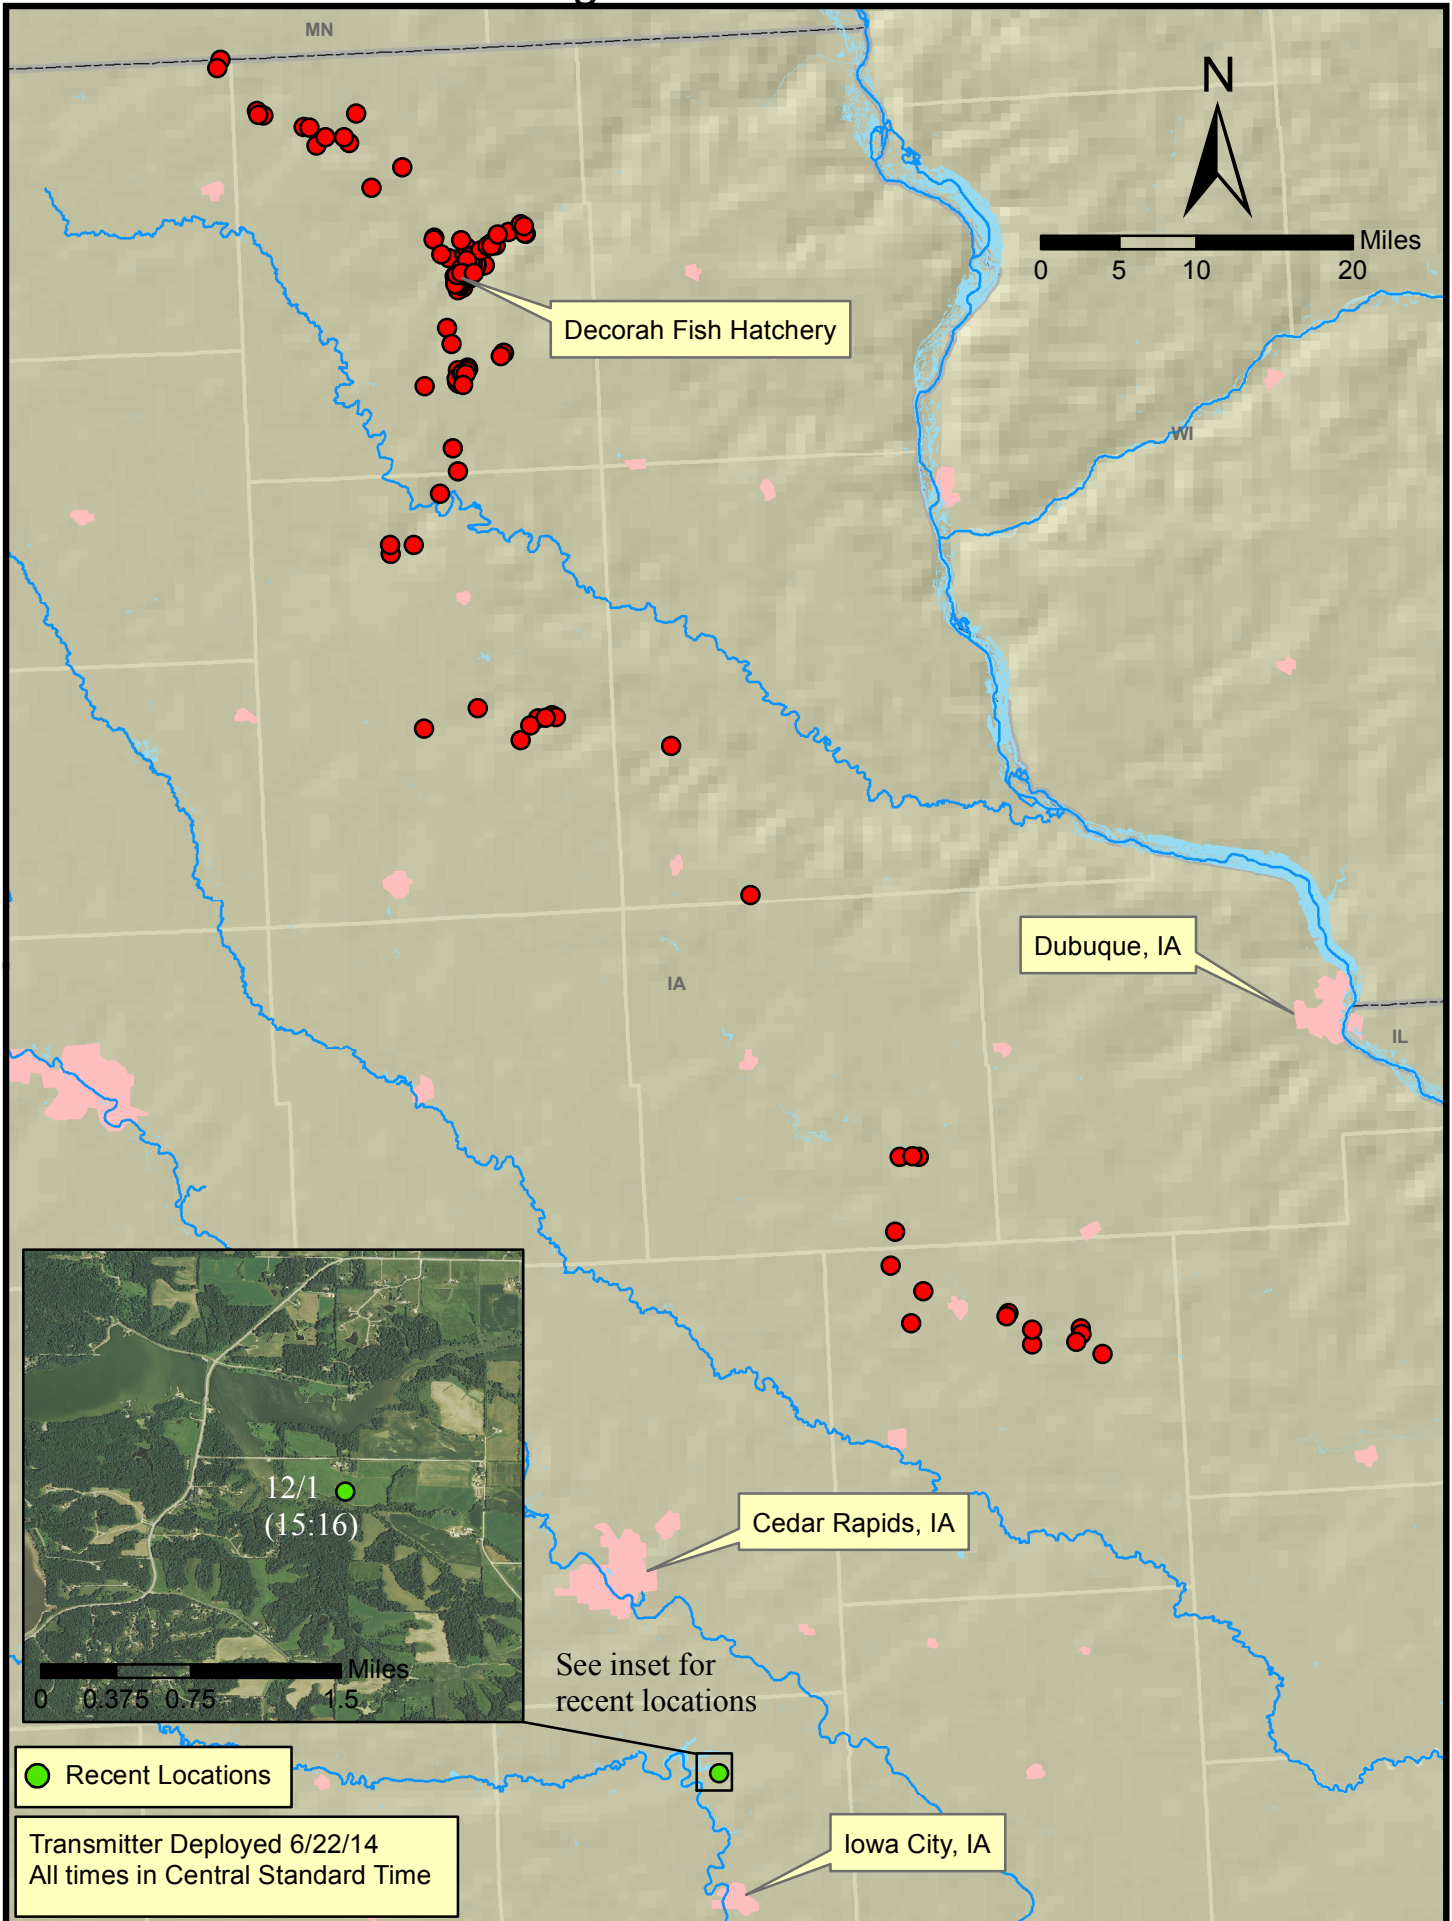 MN
N
Miles
0 5 10 20
Decorah Fish Hatchery
WI
Dubuque, IA
IA
IL
12/1
(15:16)
Cedar Rapids, IA
Miles
0 0.375 0.75 1.5
See inset for
recent locations
Recent Locations
Transmitter Deployed 6/22/14
All times in Central Standard Time
Iowa City, IA